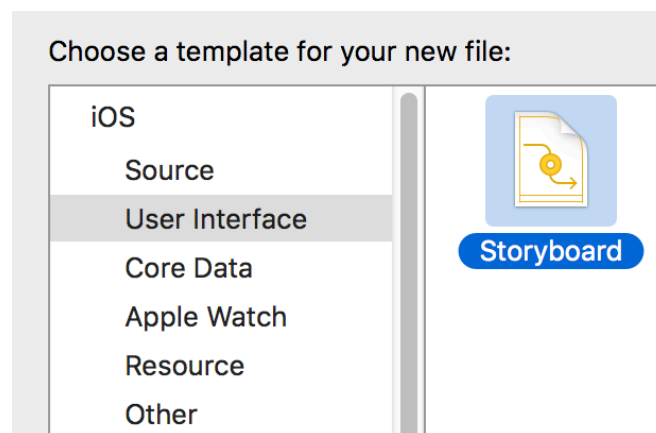 Choose a template for your new file:
iOS
Source
User Interface
Core Data
Apple Watch
Resource
Other
Storyboard